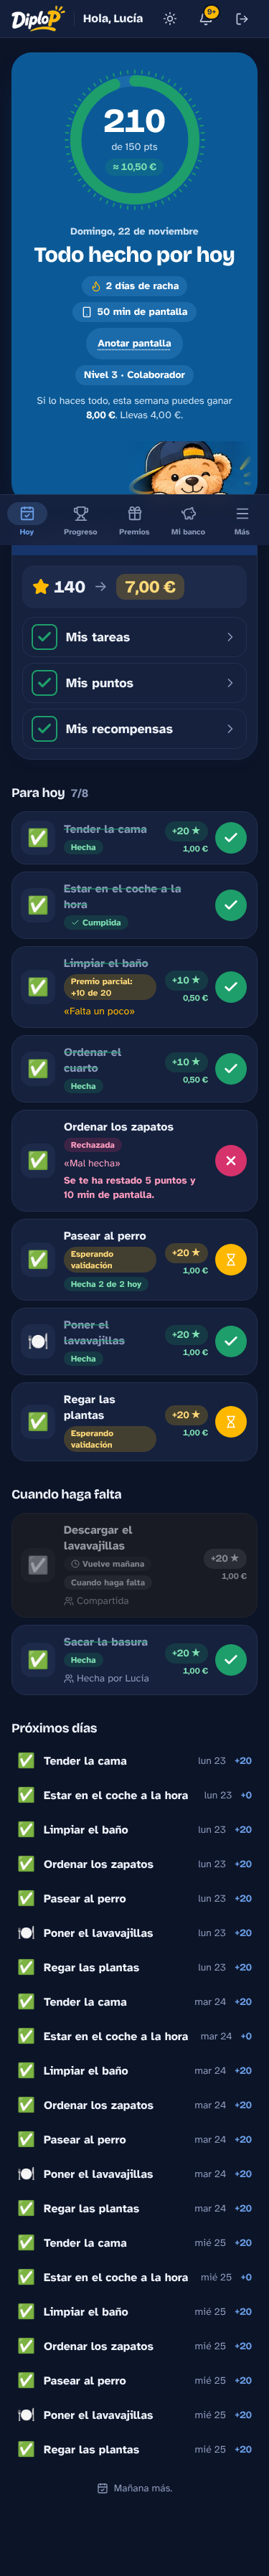 DiploP
Hola, Lucía
9+
210
de 150 pts
≈ 10,50 €
Domingo, 22 de noviembre
Todo hecho por hoy
2 días de racha
50 min de pantalla
Anotar pantalla
Nivel 3 · Colaborador
Si lo haces todo, esta semana puedes ganar
8,00 €. Llevas 4,00 €.
Hoy
Progreso
Premios
Mi banco
Más
140 → 7,00 €
Mis tareas
Mis puntos
Mis recompensas
Para hoy 7/8
Tender la cama
+20 ★
Hecha
1,00 €
Estar en el coche a la
hora
Cumplida
Limpiar el baño
Premio parcial:
+10 de 20
+10 ★
0,50 €
«Falta un poco»
Ordenar el
cuarto
+10 ★
0,50 €
Hecha
Ordenar los zapatos
Rechazada
«Mal hecha»
Se te ha restado 5 puntos y
10 min de pantalla.
Pasear al perro
Esperando
validación
+20 ★
1,00 €
Hecha 2 de 2 hoy
Poner el
lavavajillas
+20 ★
1,00 €
Hecha
Regar las
plantas
+20 ★
1,00 €
Esperando
validación
Cuando haga falta
Descargar el
lavavajillas
+20 ★
1,00 €
Vuelve mañana
Cuando haga falta
Compartida
Sacar la basura
+20 ★
Hecha
1,00 €
Hecha por Lucía
Próximos días
Tender la cama lun 23 +20
Estar en el coche a la hora lun 23 +0
Limpiar el baño lun 23 +20
Ordenar los zapatos lun 23 +20
Pasear al perro lun 23 +20
Poner el lavavajillas lun 23 +20
Regar las plantas lun 23 +20
Tender la cama mar 24 +20
Estar en el coche a la hora mar 24 +0
Limpiar el baño mar 24 +20
Ordenar los zapatos mar 24 +20
Pasear al perro mar 24 +20
Poner el lavavajillas mar 24 +20
Regar las plantas mar 24 +20
Tender la cama mié 25 +20
Estar en el coche a la hora mié 25 +0
Limpiar el baño mié 25 +20
Ordenar los zapatos mié 25 +20
Pasear al perro mié 25 +20
Poner el lavavajillas mié 25 +20
Regar las plantas mié 25 +20
Mañana más.